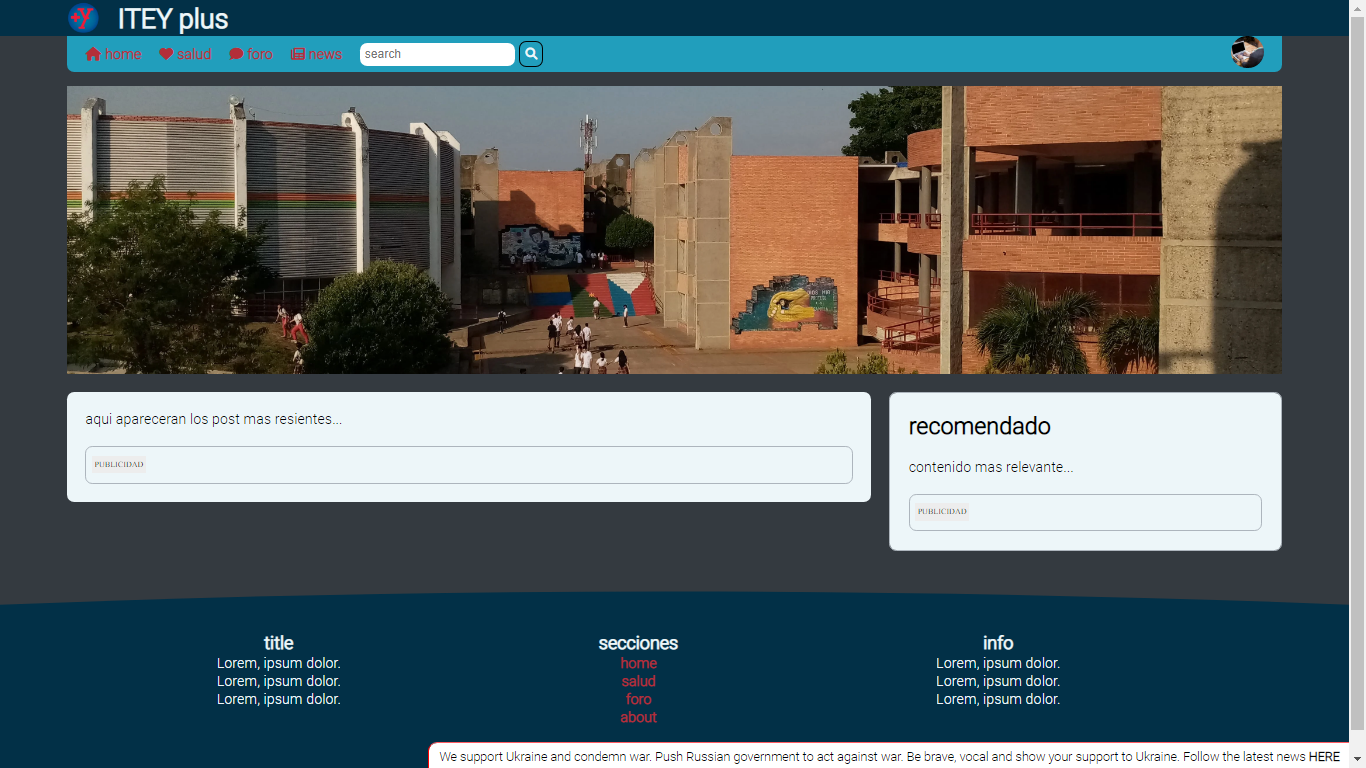 ITEY plus
home salud foro news search
aqui apareceran los post mas resientes...
PUBLICIDAD
recomendado
contenido mas relevante...
PUBLICIDAD
title
Lorem, ipsum dolor.
Lorem, ipsum dolor.
Lorem, ipsum dolor.
secciones
home
salud
foro
about
info
Lorem, ipsum dolor.
Lorem, ipsum dolor.
Lorem, ipsum dolor.
We support Ukraine and condemn war. Push Russian government to act against war. Be brave, vocal and show your support to Ukraine. Follow the latest news HERE